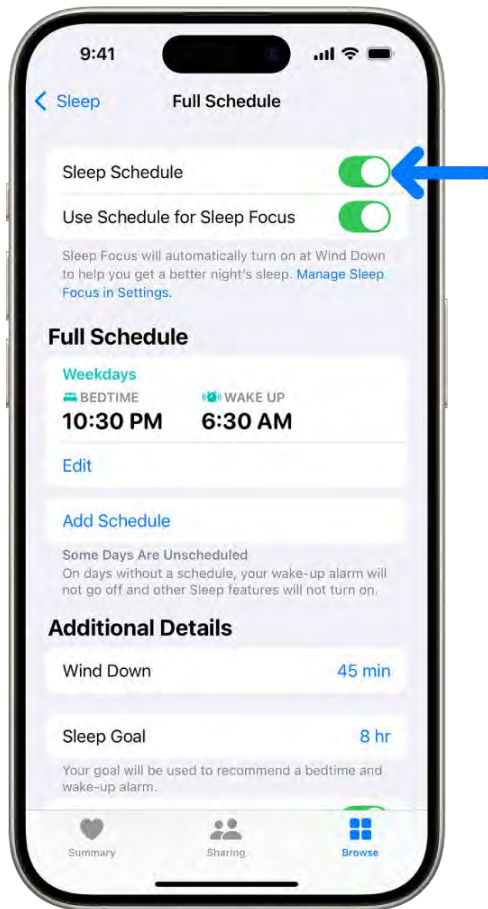 9:41
Sleep
Full Schedule
Sleep Schedule
Use Schedule for Sleep Focus
Sleep Focus will automatically turn on at Wind Down
to help you get a better night's sleep. Manage Sleep
Focus in Settings.
Full Schedule
Weekdays
BEDTIME WAKE UP
10:30 PM 6:30 AM
Edit
Add Schedule
Some Days Are Unscheduled
On days without a schedule, your wake-up alarm will
not go off and other Sleep features will not turn on.
Additional Details
Wind Down 45 min
Sleep Goal 8 hr
Your goal will be used to recommend a bedtime and
wake-up alarm.
Summary Sharing Browse